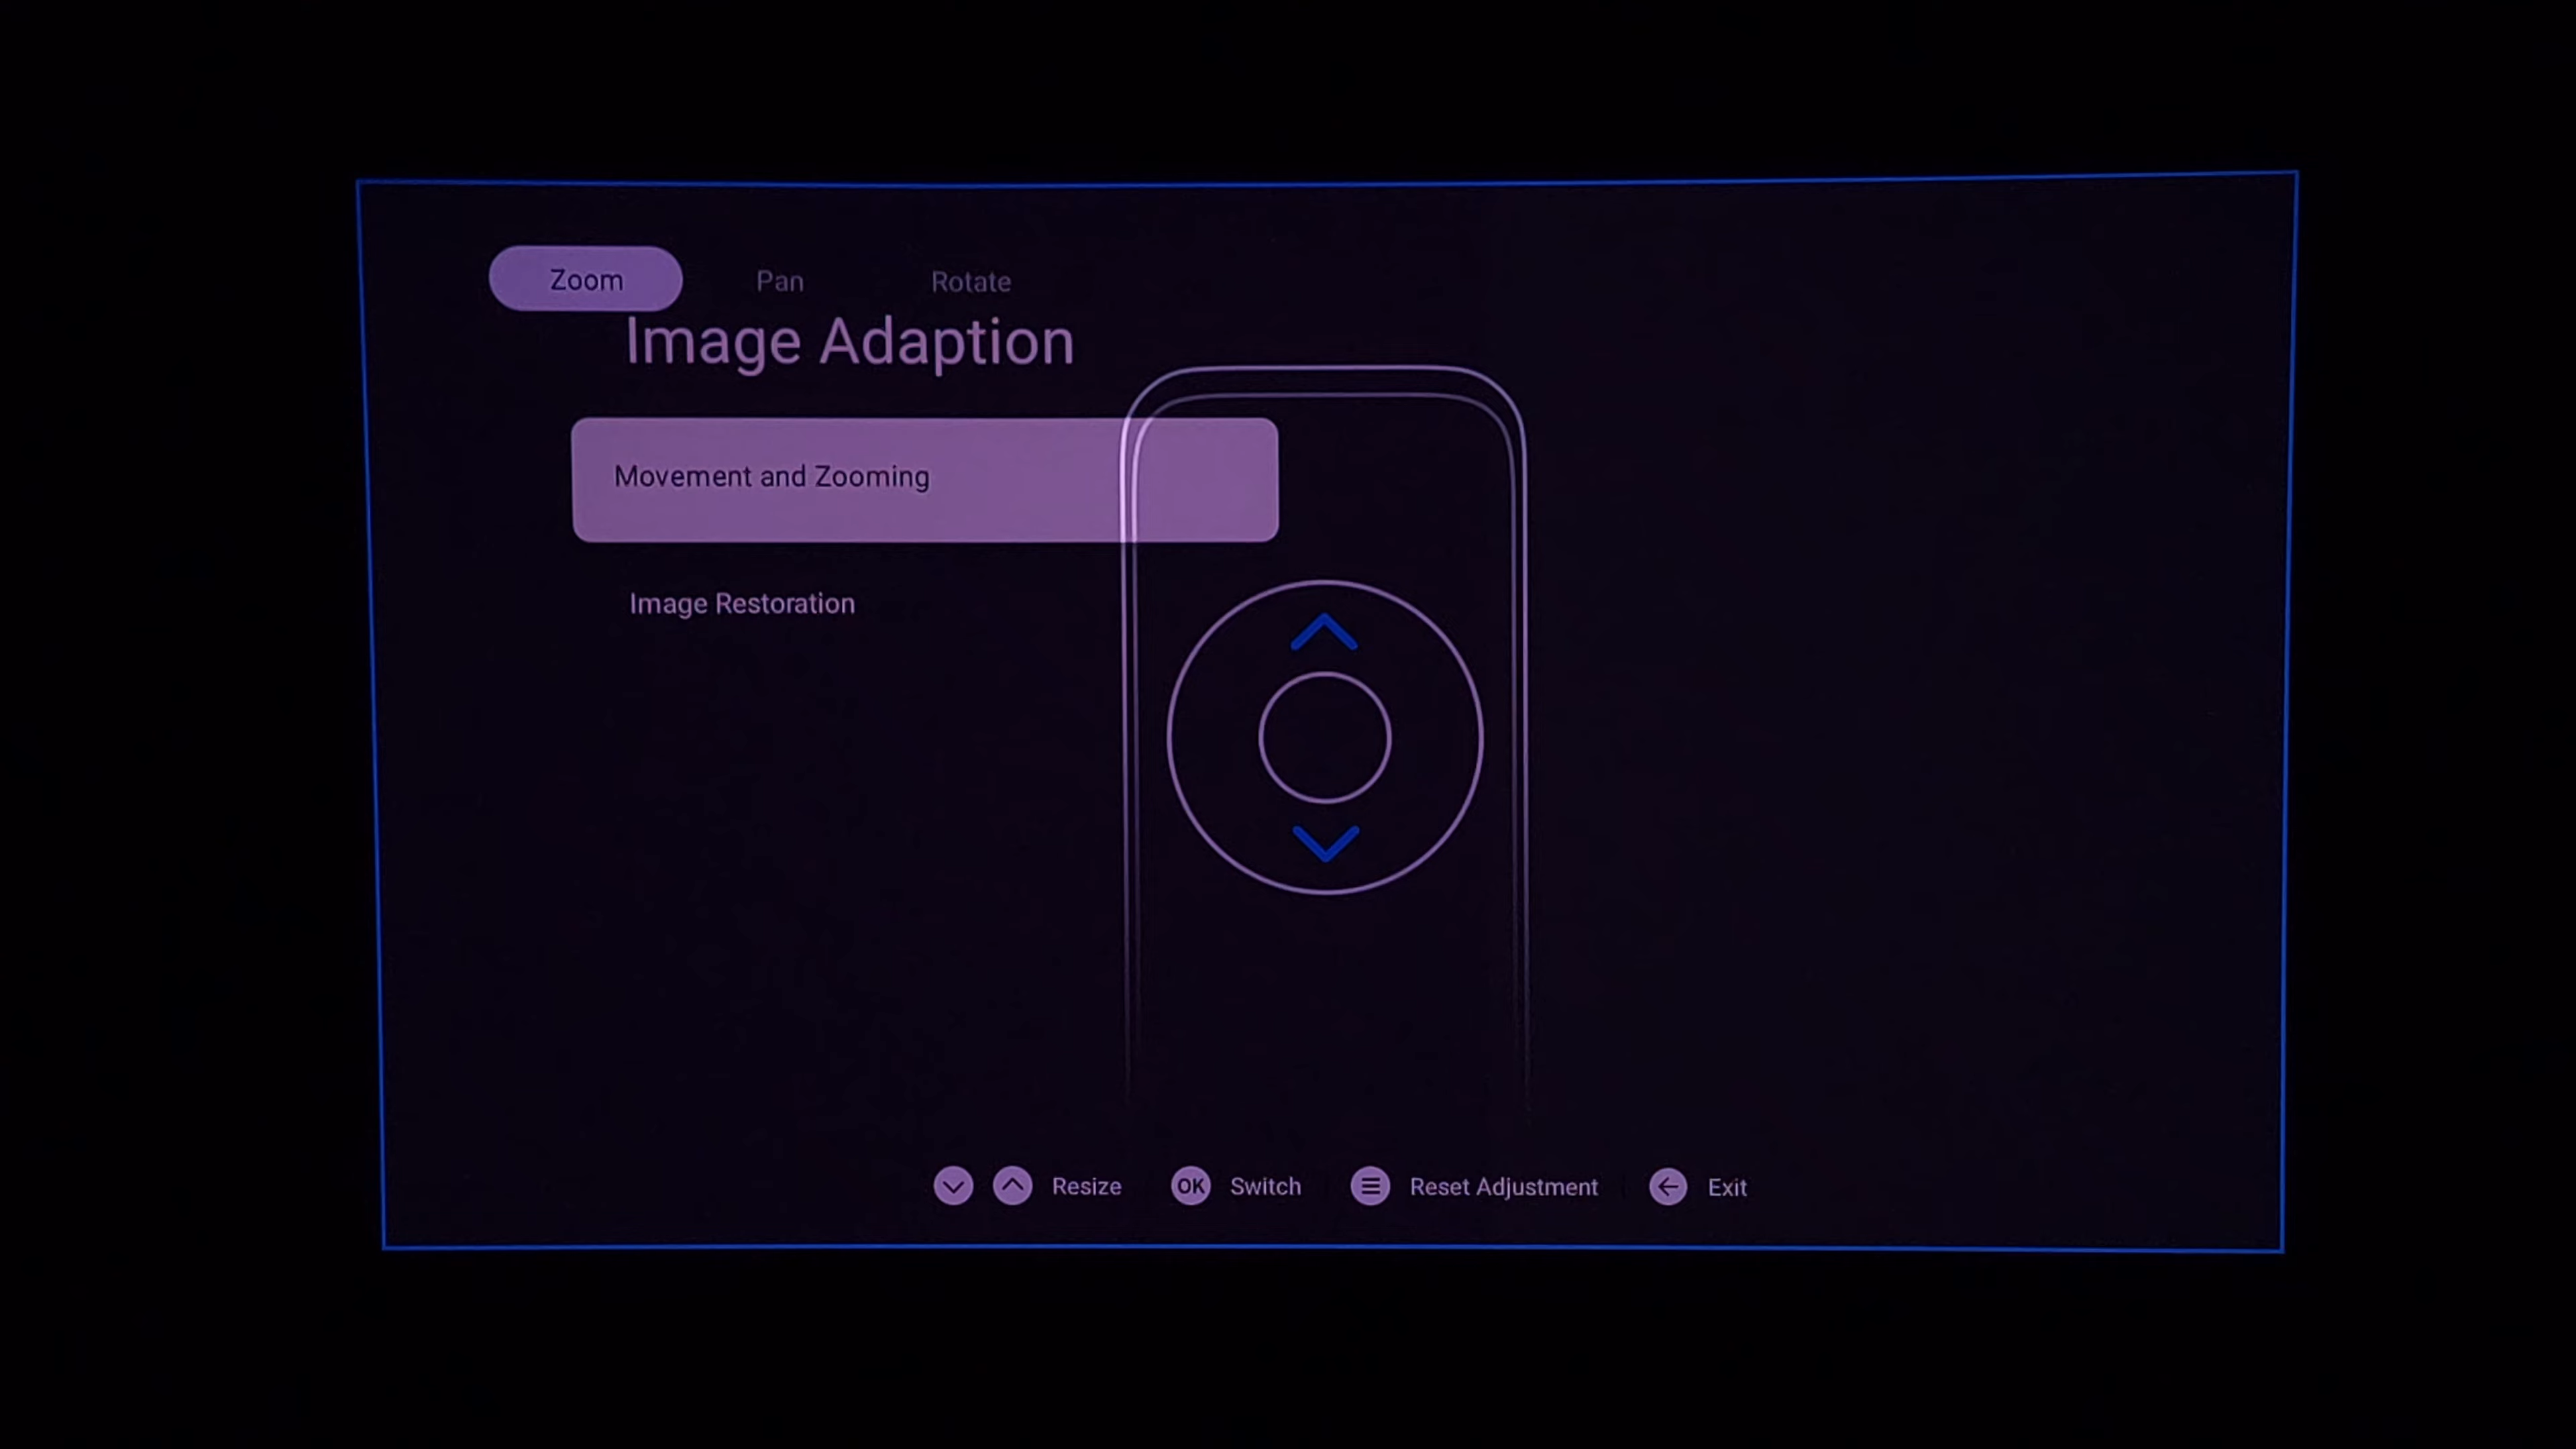 Zoom Pan Rotate
Image Adaption
Movement and Zooming
Image Restoration
Resize OK Switch Reset Adjustment Exit